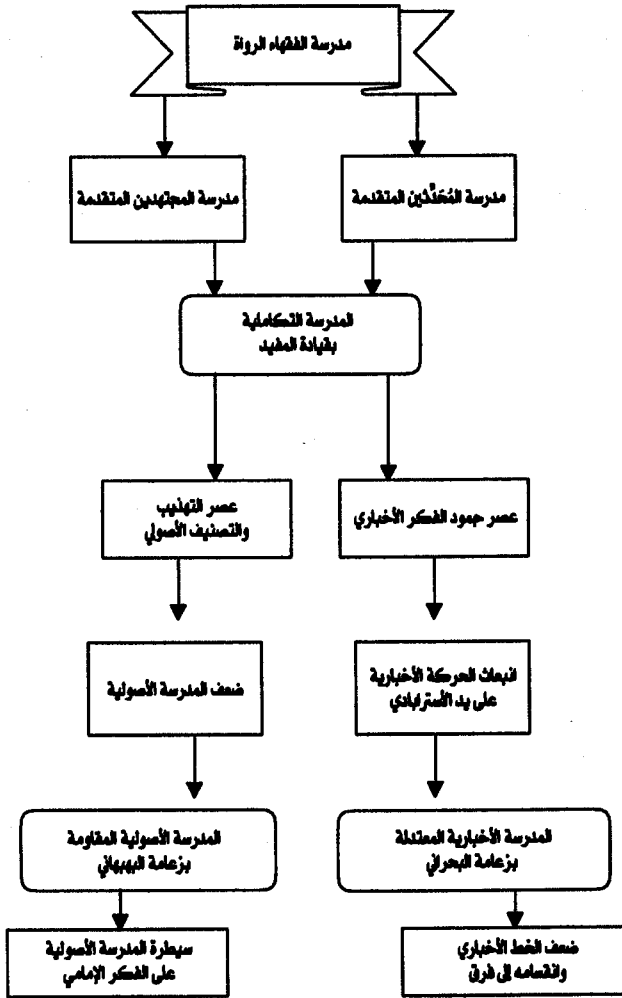 مدرسة الفقهاء الرواة
مدرسة المُحَدِّثين المتقدمة
مدرسة المجتهدين المتقدمة
المدرسة التكاملية
بقيادة المفيد
عصر جمود الفكر الأخباري
عصر التهذيب
والتصنيف الأصولي
انبعاث الحركة الأخبارية
على يد الأسترابادي
ضعف المدرسة الأصولية
المدرسة الأخبارية المعتدلة
بزعامة البحراني
المدرسة الأصولية المقاومة
بزعامة البهبهاني
ضعف الخط الأخباري
وانقسامه إلى فرق
سيطرة المدرسة الأصولية
على الفكر الإمامي